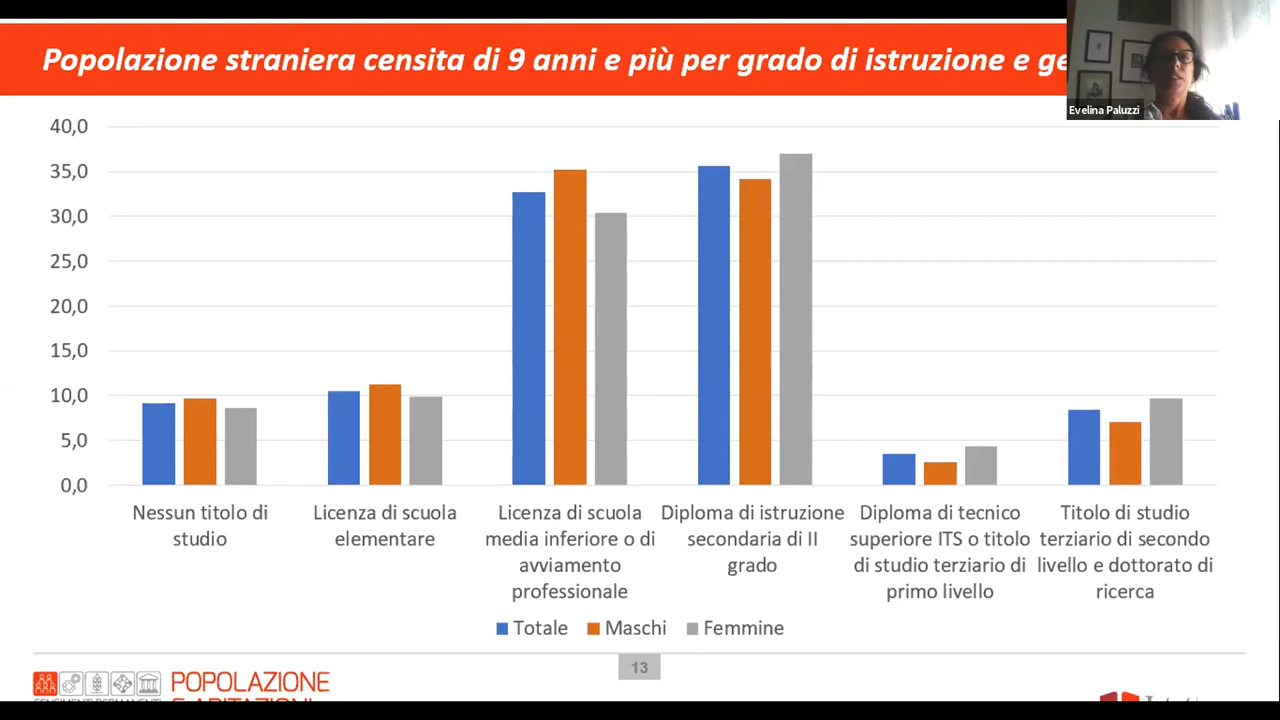 Popolazione straniera censita di 9 anni e più per grado di istruzione e ge
Evelina Paluzzi
40,0
35,0
30,0
25,0
20,0
15,0
10,0
5,0
0,0
Nessun titolo di
studio
Licenza di scuola
elementare
Licenza di scuola
media inferiore o di
avviamento
professionale
Diploma di istruzione
secondaria di II
grado
Diploma di tecnico
superiore ITS o titolo
di studio terziario di
primo livello
Titolo di studio
terziario di secondo
livello e dottorato di
ricerca
Totale Maschi Femmine
13
POPOLAZIONE